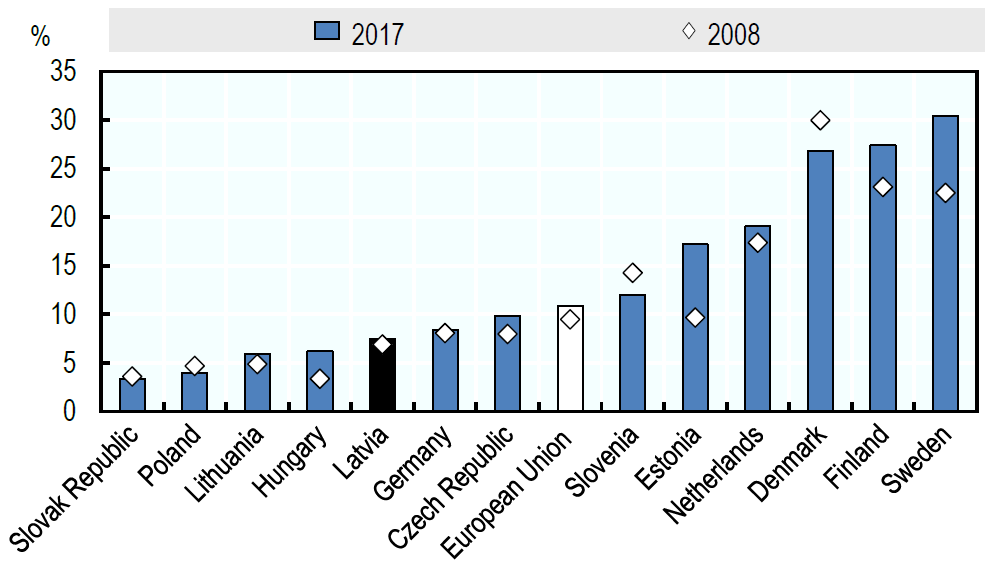 2017
2008
%
35
30
25
20
15
10
5
0
Slovak Republic
Poland
Lithuania
Hungary
Latvia
Germany
Czech Republic
European Union
Slovenia
Estonia
Netherlands
Denmark
Finland
Sweden